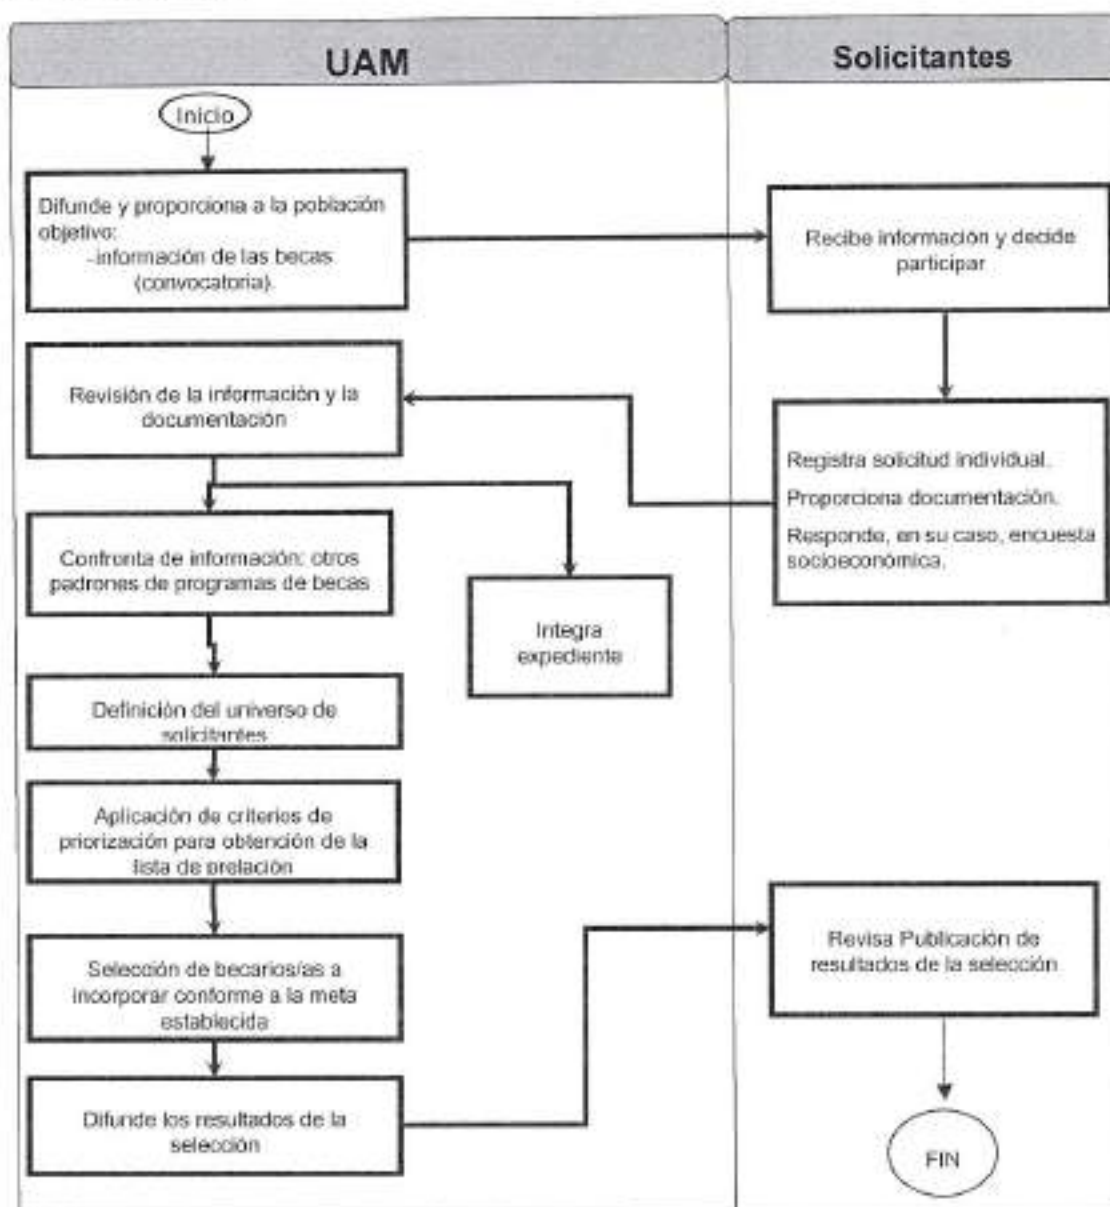 UAM
Solicitantes
Inicio
Difunde y proporciona a la población
objetivo:
-información de las becas
(convocatoria).
Recibe información y decide
participar
Revisión de la información y la
documentación
Registra solicitud individual.
Proporciona documentación.
Responde, en su caso, encuesta
socioeconómica.
Confronta de información: otros
padrones de programas de becas
Integra
expediente
Definición del universo de
solicitantes
Aplicación de criterios de
priorización para obtención de la
lista de prelación
Selección de becarios/as a
incorporar conforme a la meta
establecida
Revisa Publicación de
resultados de la selección
Difunde los resultados de la
selección
FIN